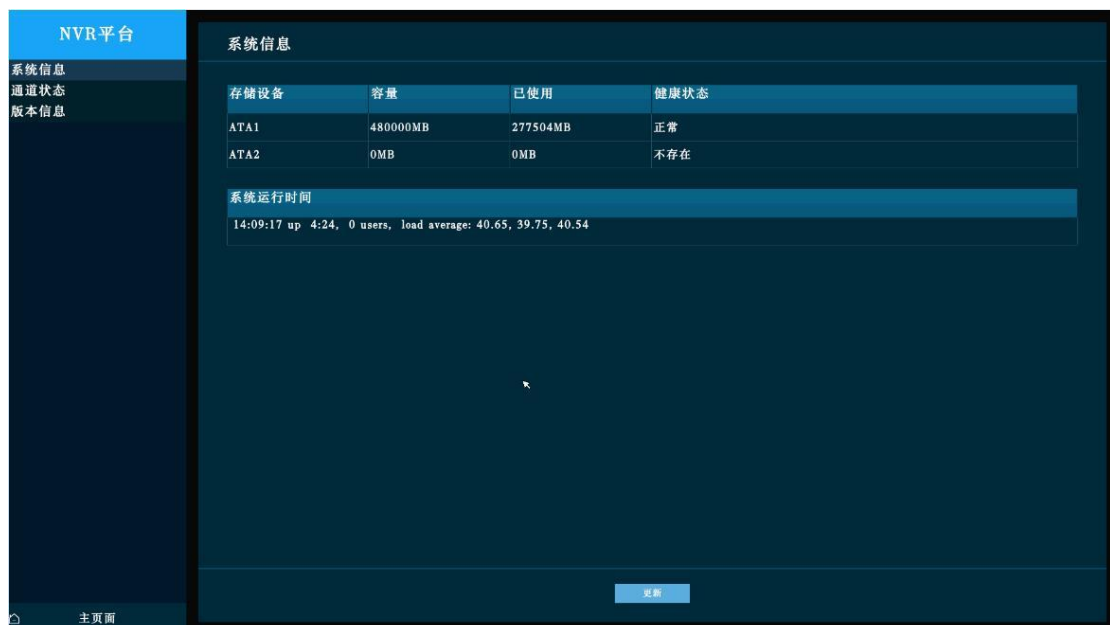 NVR平台
系统信息
通道状态
版本信息
主页面
系统信息
存储设备 容量 已使用 健康状态
ATA1 480000MB 277504MB 正常
ATA2 0MB 0MB 不存在
系统运行时间
14:09:17 up 4:24, 0 users, load average: 40.65, 39.75, 40.54
更新